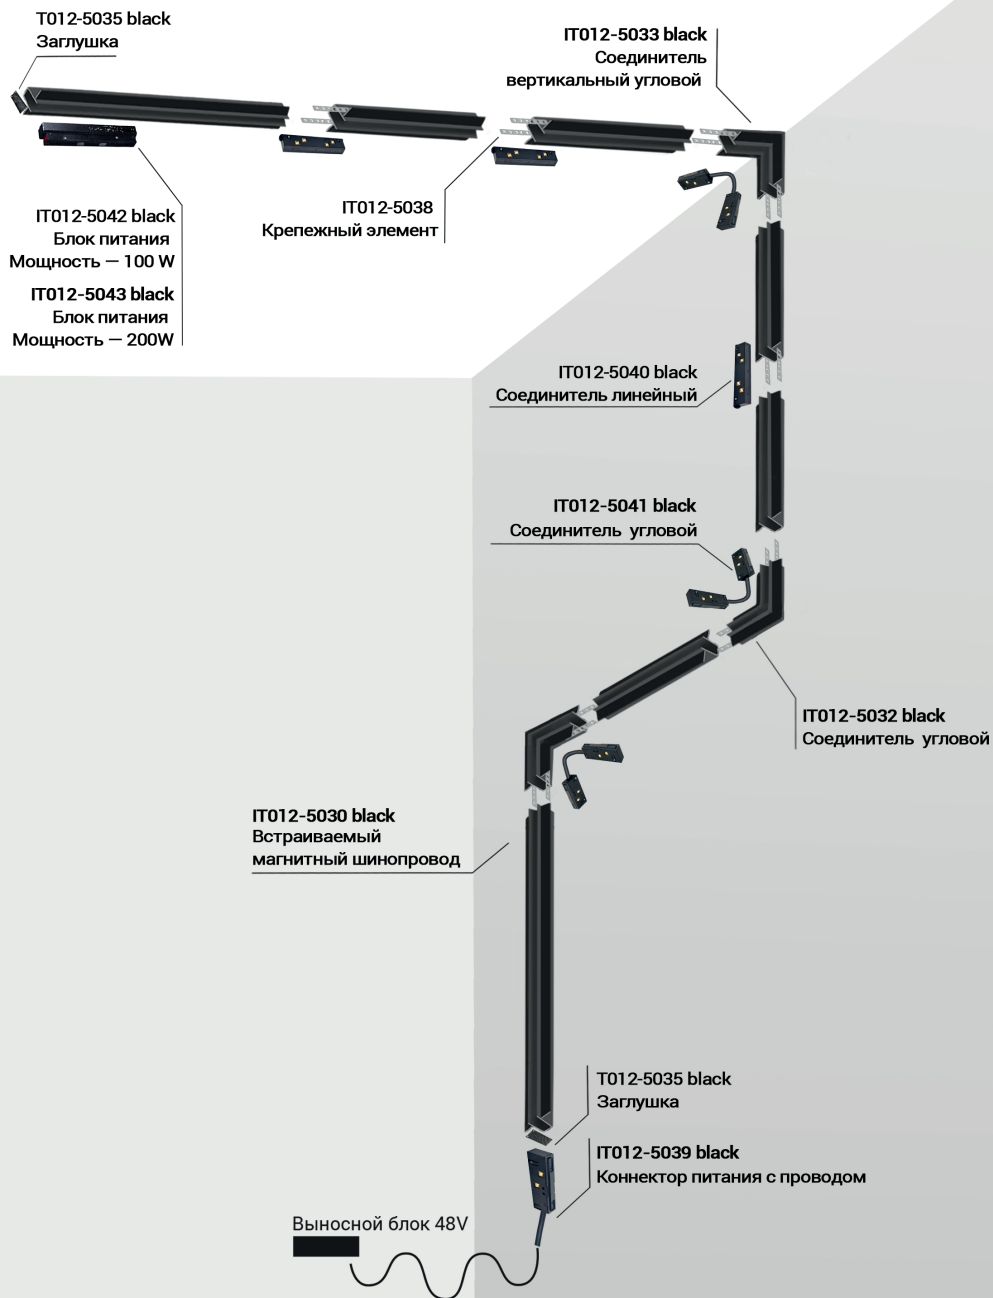 T012-5035 black
Заглушка
IT012-5033 black
Соединитель
вертикальный угловой
IT012-5042 black
Блок питания
Мощность — 100 W
IT012-5043 black
Блок питания
Мощность — 200W
IT012-5038
Крепежный элемент
IT012-5040 black
Соединитель линейный
IT012-5041 black
Соединитель угловой
IT012-5032 black
Соединитель угловой
IT012-5030 black
Встраиваемый
магнитный шинопровод
T012-5035 black
Заглушка
IT012-5039 black
Коннектор питания с проводом
Выносной блок 48V